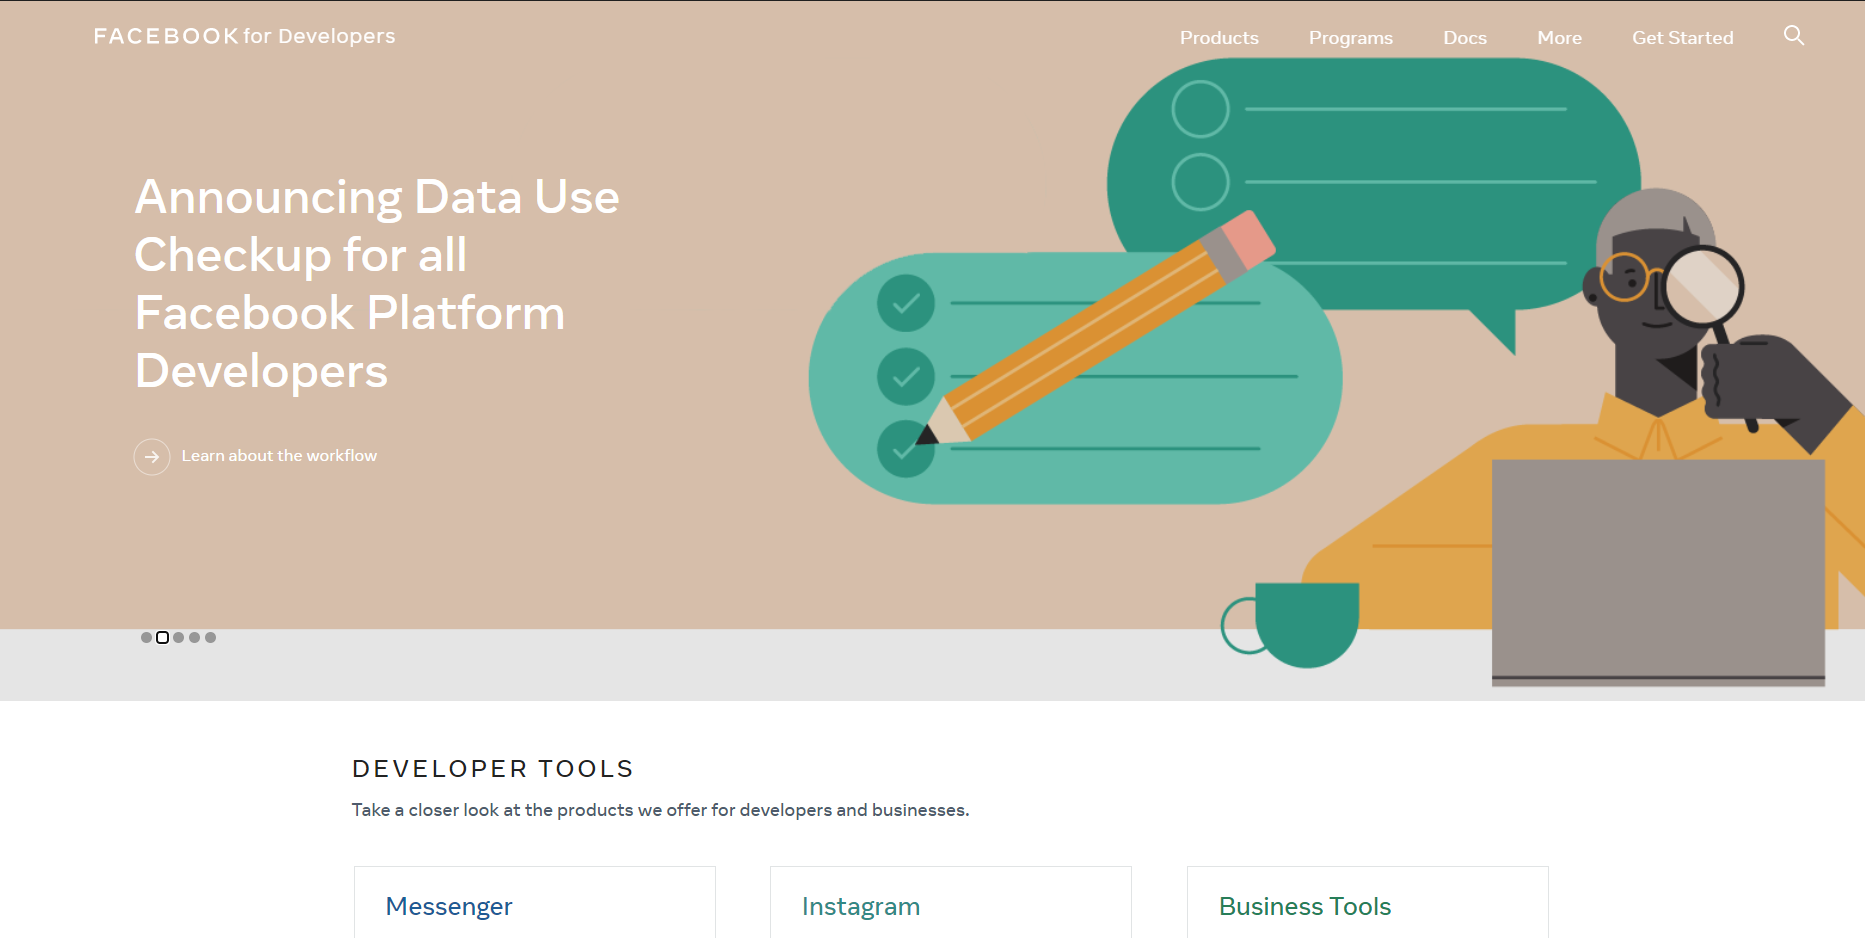 FACEBOOK for Developers
Products
Programs
Docs
More
Get Started
Announcing Data Use
Checkup for all
Facebook Platform
Developers
Learn about the workflow
DEVELOPER TOOLS
Take a closer look at the products we offer for developers and businesses.
Messenger
Instagram
Business Tools